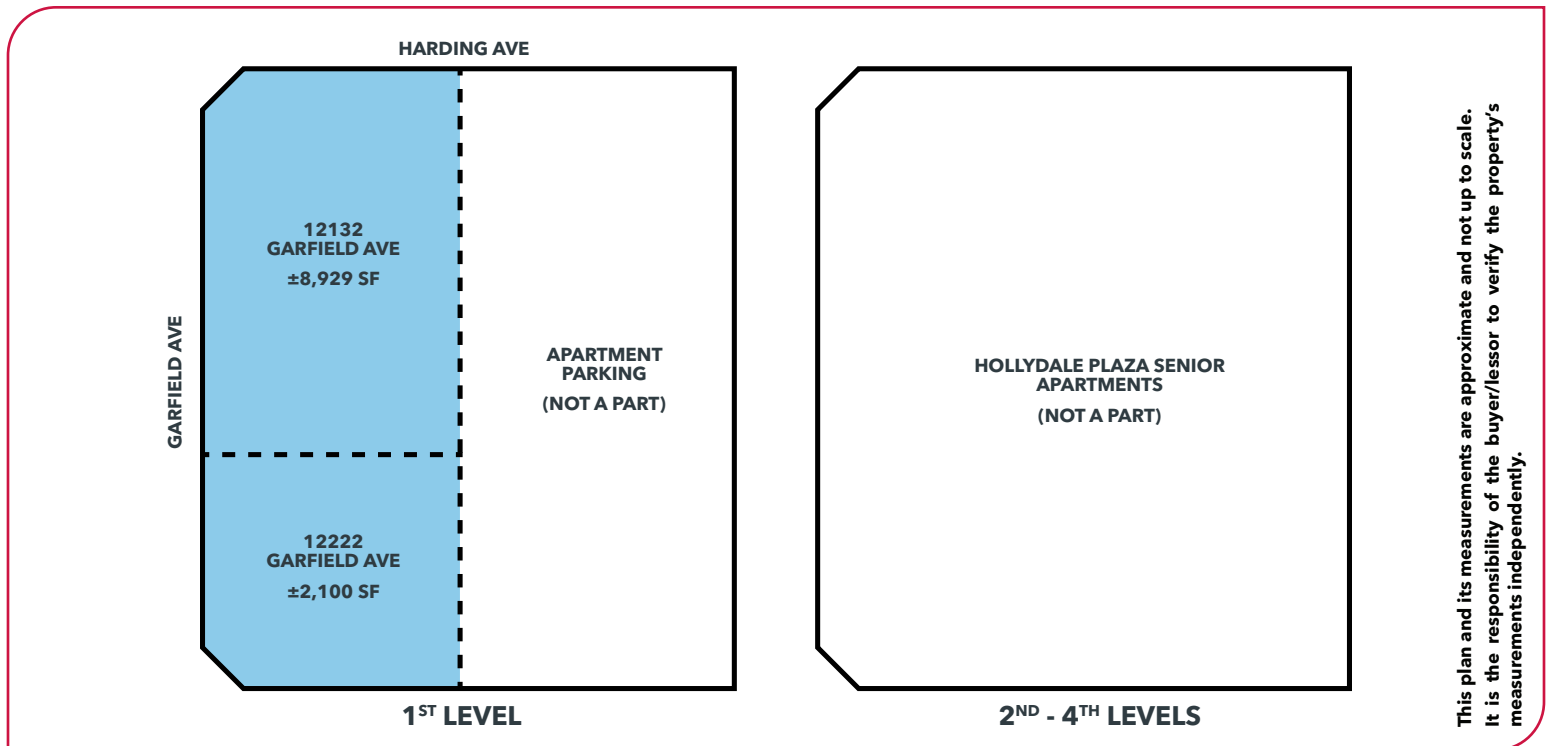 HARDING AVE
12132
GARFIELD AVE
±8,929 SF
GARFIELD AVE
APARTMENT
PARKING
(NOT A PART)
12222
GARFIELD AVE
±2,100 SF
1ST LEVEL
HOLLYDALE PLAZA SENIOR
APARTMENTS
(NOT A PART)
2ND - 4TH LEVELS
This plan and its measurements are approximate and not up to scale.
It is the responsibility of the buyer/lessor to verify the property’s
measurements independently.